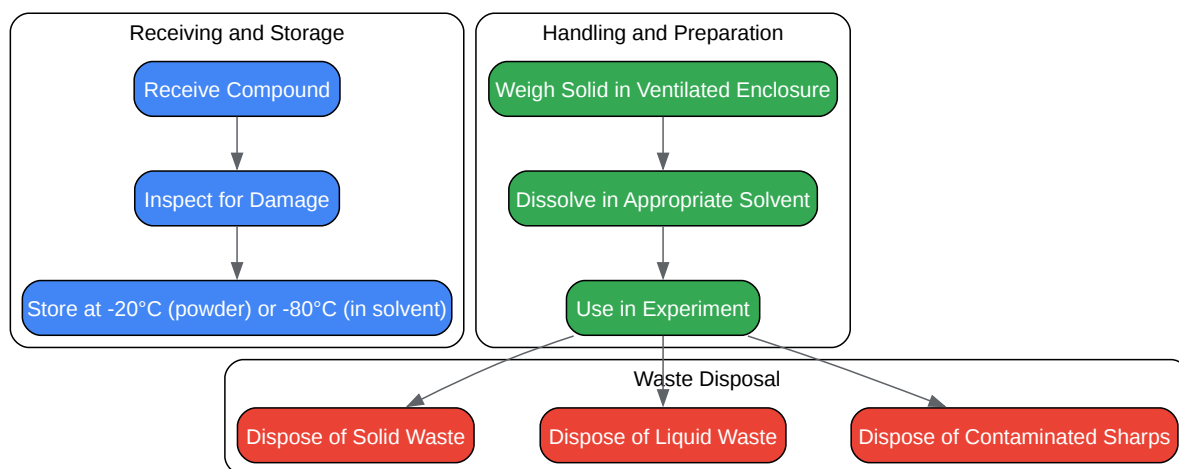 Receiving and Storage
Receive Compound
Inspect for Damage
Store at -20°C (powder) or -80°C (in solvent)
Handling and Preparation
Weigh Solid in Ventilated Enclosure
Dissolve in Appropriate Solvent
Use in Experiment
Waste Disposal
Dispose of Solid Waste
Dispose of Liquid Waste
Dispose of Contaminated Sharps